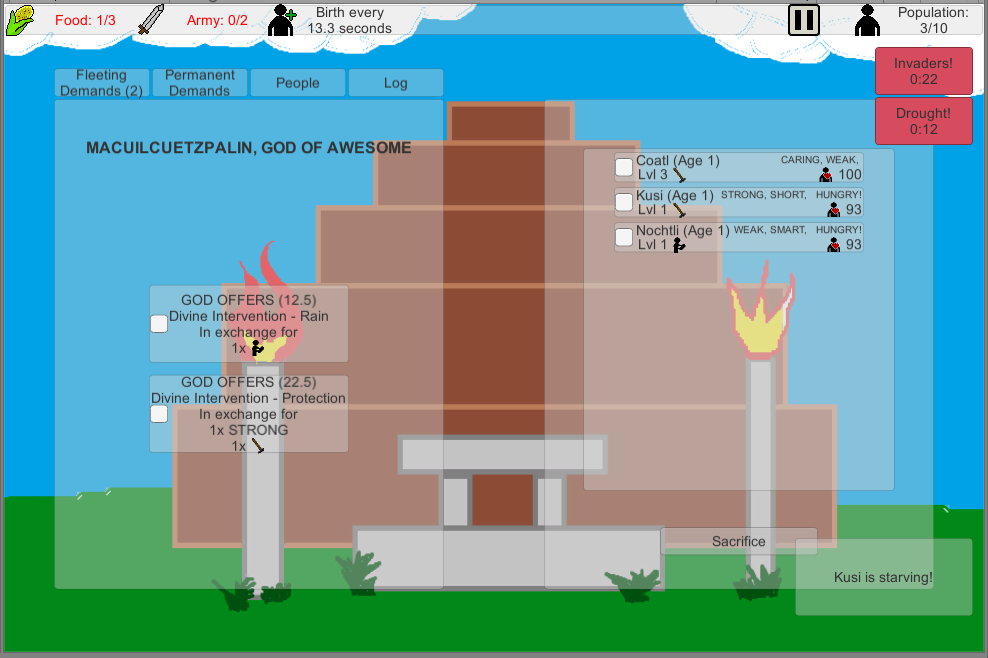 Food: 1/3
Army: 0/2
Birth every
13.3 seconds
Population:
3/10
Invaders!
0:22
Drought!
0:12
Fleeting
Demands (2)
Permanent
Demands
People
Log
MACUILCUETZPALIN, GOD OF AWESOME
Coatl (Age 1) CARING, WEAK,
Lvl 3 100
Kusi (Age 1) STRONG, SHORT, HUNGRY!
Lvl 1 93
Nochtli (Age 1) WEAK, SMART, HUNGRY!
Lvl 1 93
GOD OFFERS (12.5)
Divine Intervention - Rain
In exchange for
1x
GOD OFFERS (22.5)
Divine Intervention - Protection
In exchange for
1x STRONG
1x
Sacrifice
Kusi is starving!